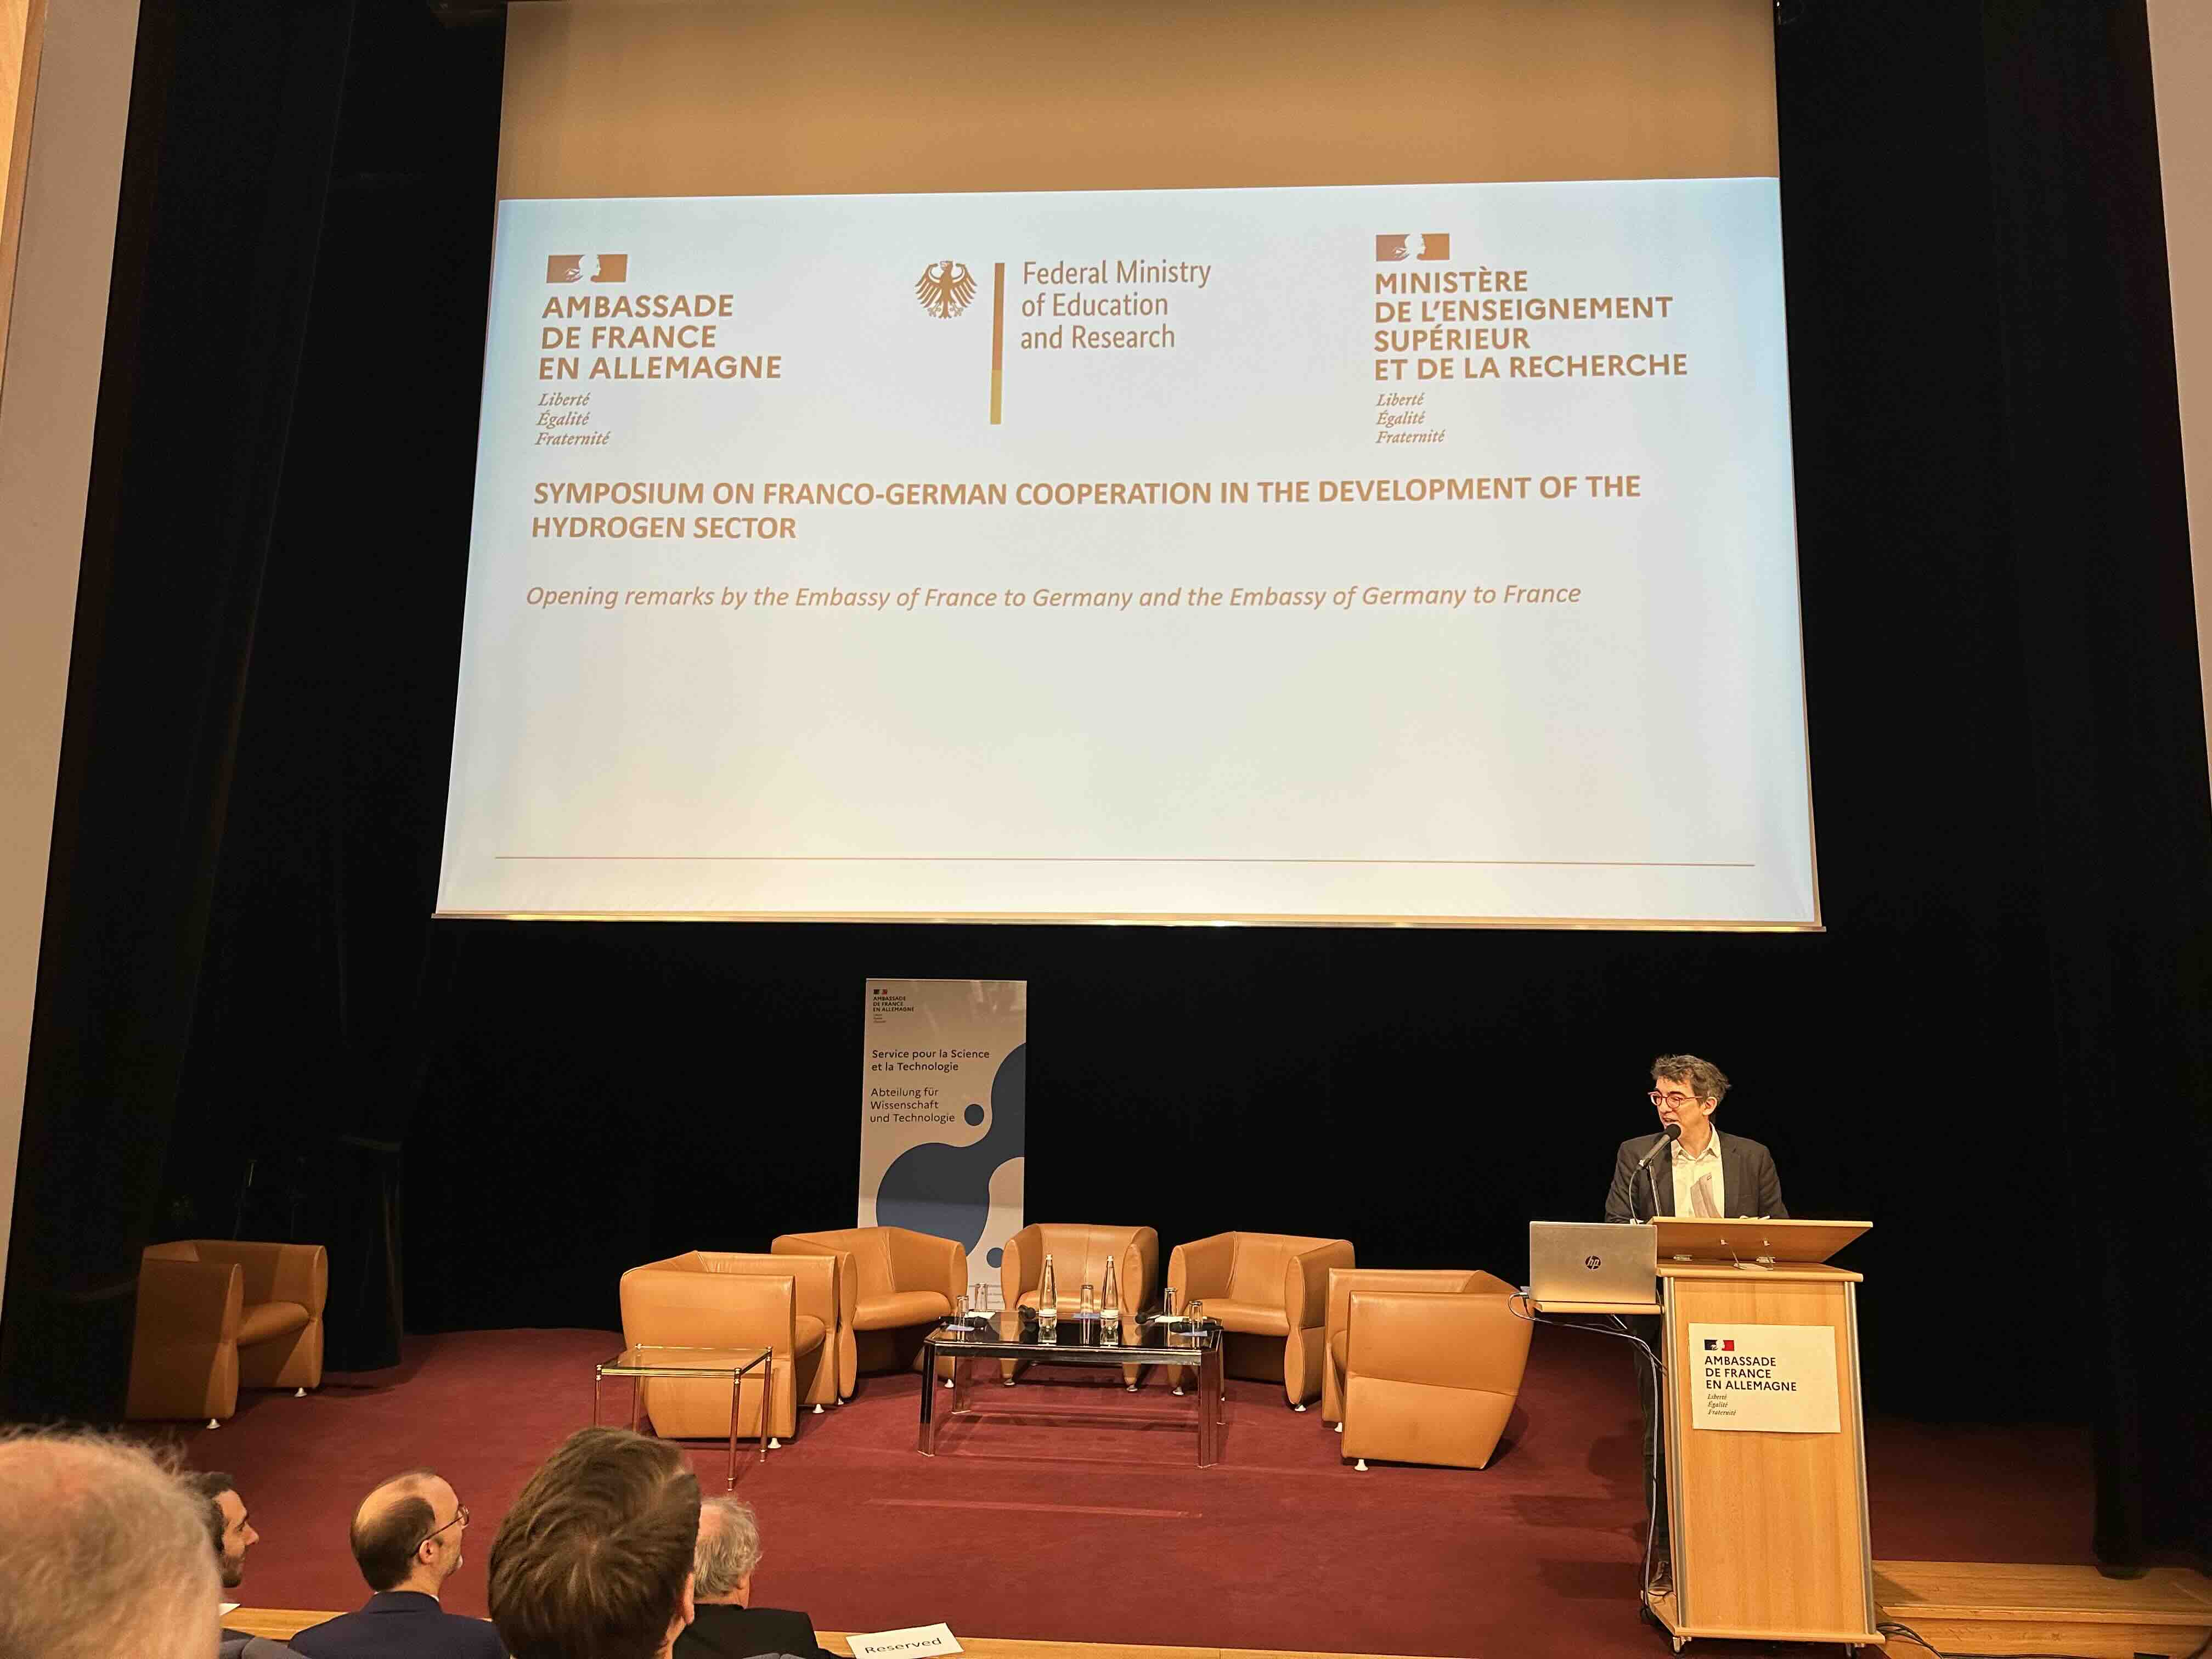 AMBASSADE
DE FRANCE
EN ALLEMAGNE
Liberté
Égalité
Fraternité
Federal Ministry
of Education
and Research
MINISTÈRE
DE L'ENSEIGNEMENT
SUPÉRIEUR
ET DE LA RECHERCHE
Liberté
Égalité
Fraternité
SYMPOSIUM ON FRANCO-GERMAN COOPERATION IN THE DEVELOPMENT OF THE
HYDROGEN SECTOR
Opening remarks by the Embassy of France to Germany and the Embassy of Germany to France
AMBASSADE
DE FRANCE
EN ALLEMAGNE
Service pour la Science
et la Technologie
Abteilung für
Wissenschaft
und Technologie
hp
AMBASSADE
DE FRANCE
EN ALLEMAGNE
Liberté
Égalité
Fraternité
Reserved